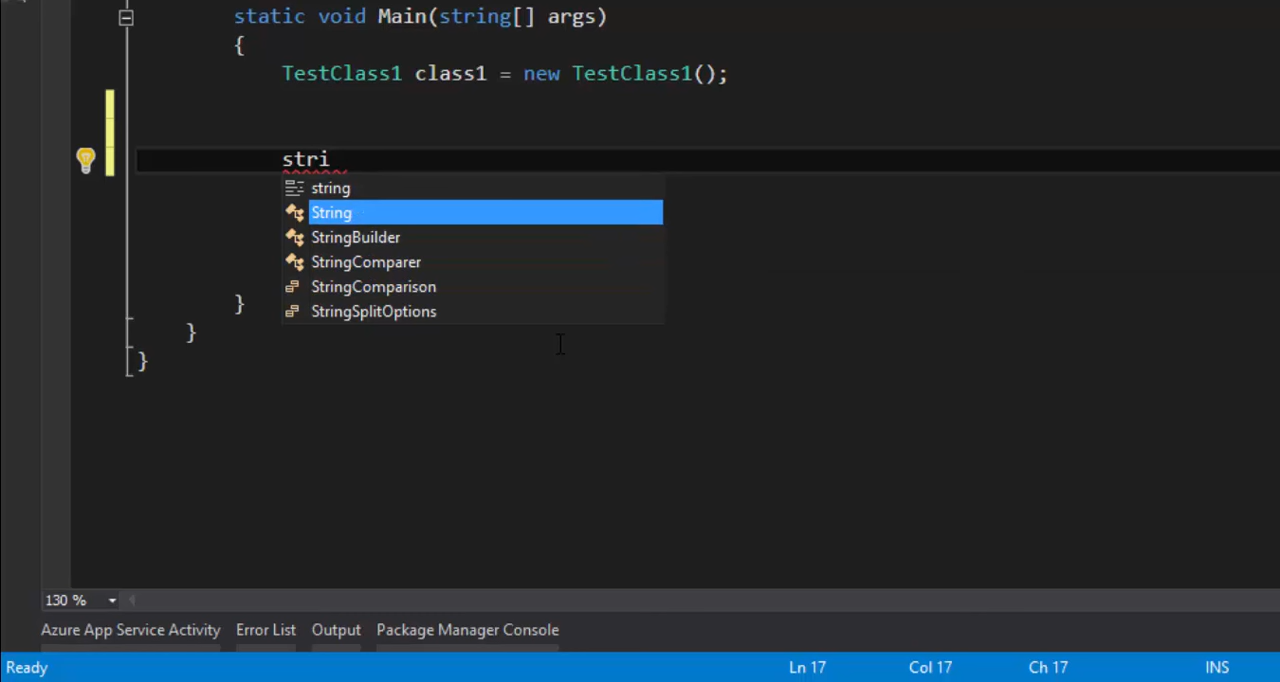 static void Main(string[] args)
{
TestClass1 class1 = new TestClass1();
stri
string
String
StringBuilder
StringComparer
StringComparison
StringSplitOptions
}
}
}
130 %
Azure App Service Activity Error List Output Package Manager Console
Ready Ln 17 Col 17 Ch 17 INS